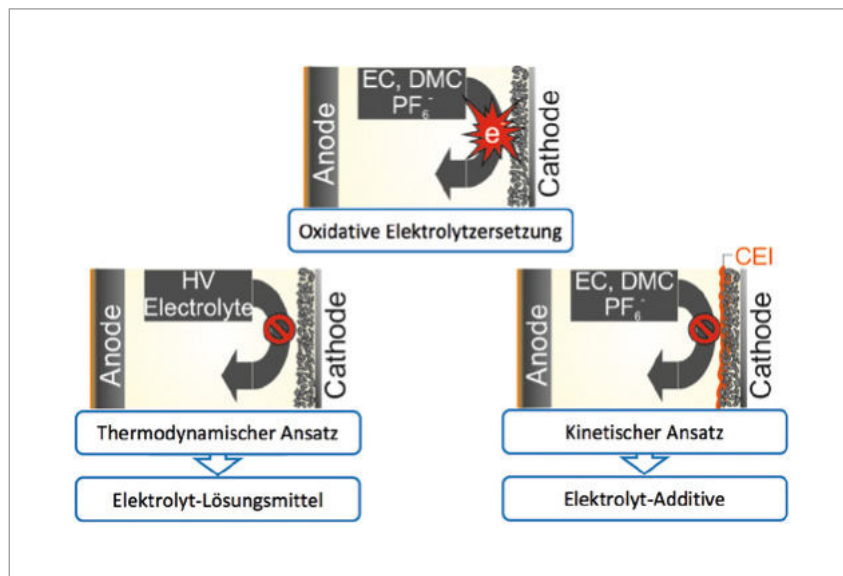 Anode
EC, DMC
PF₆⁻
e⁻
Cathode
Oxidative Elektrolytzersetzung
Anode
HV
Electrolyte
Cathode
Thermodynamischer Ansatz
Elektrolyt-Lösungsmittel
CEI
Anode
EC, DMC
PF₆⁻
Cathode
Kinetischer Ansatz
Elektrolyt-Additive